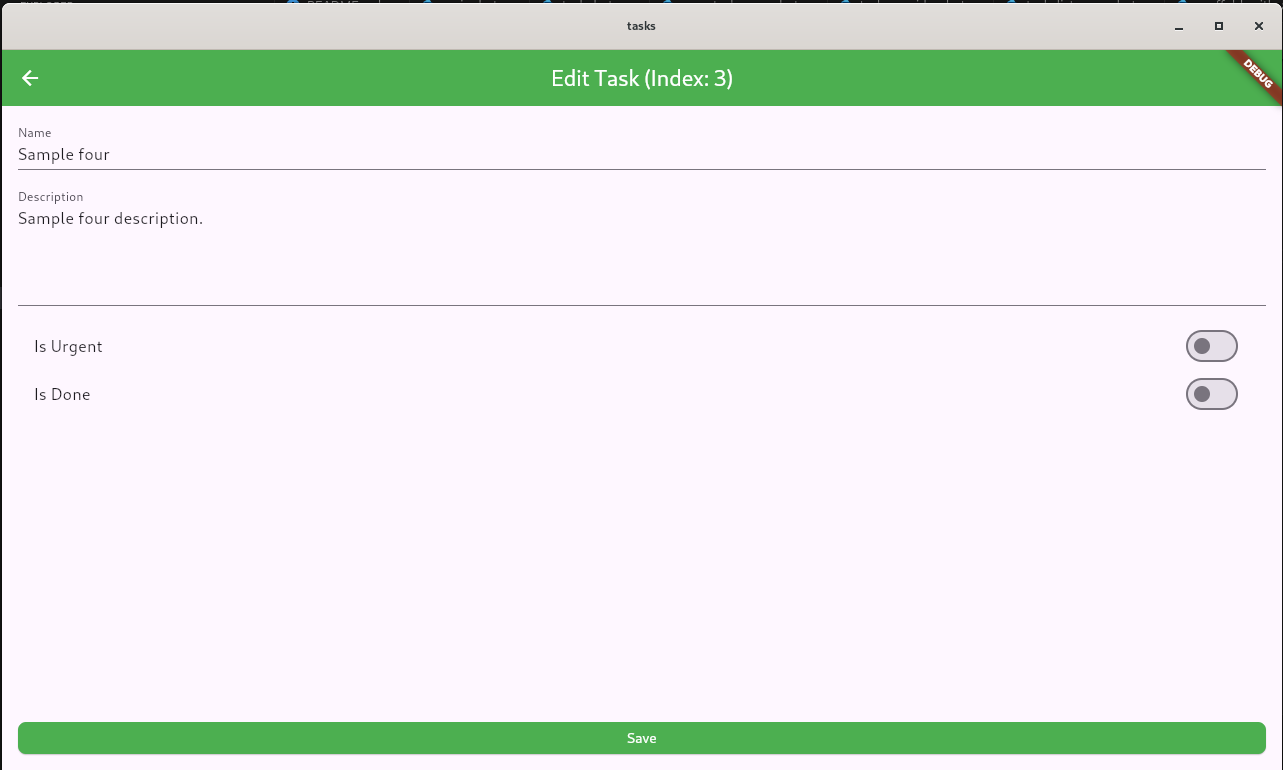 tasks
Edit Task (Index: 3)
DEBUG
Name
Sample four
Description
Sample four description.
Is Urgent
Is Done
Save